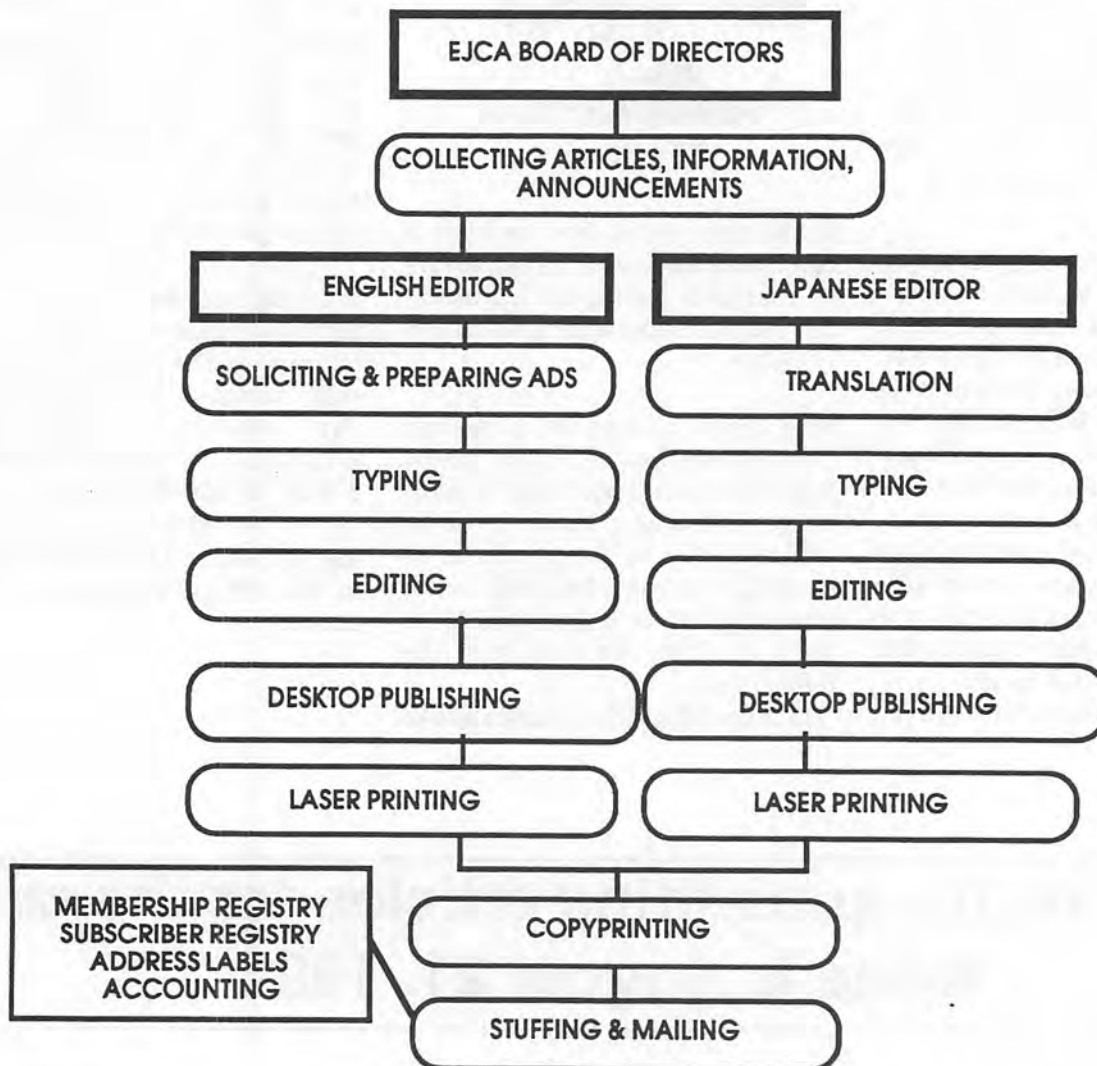 EJCA BOARD OF DIRECTORS
COLLECTING ARTICLES, INFORMATION,
ANNOUNCEMENTS
ENGLISH EDITOR
JAPANESE EDITOR
SOLICITING & PREPARING ADS
TRANSLATION
TYPING
TYPING
EDITING
EDITING
DESKTOP PUBLISHING
DESKTOP PUBLISHING
LASER PRINTING
LASER PRINTING
MEMBERSHIP REGISTRY
SUBSCRIBER REGISTRY
ADDRESS LABELS
ACCOUNTING
COPYPRINTING
STUFFING & MAILING